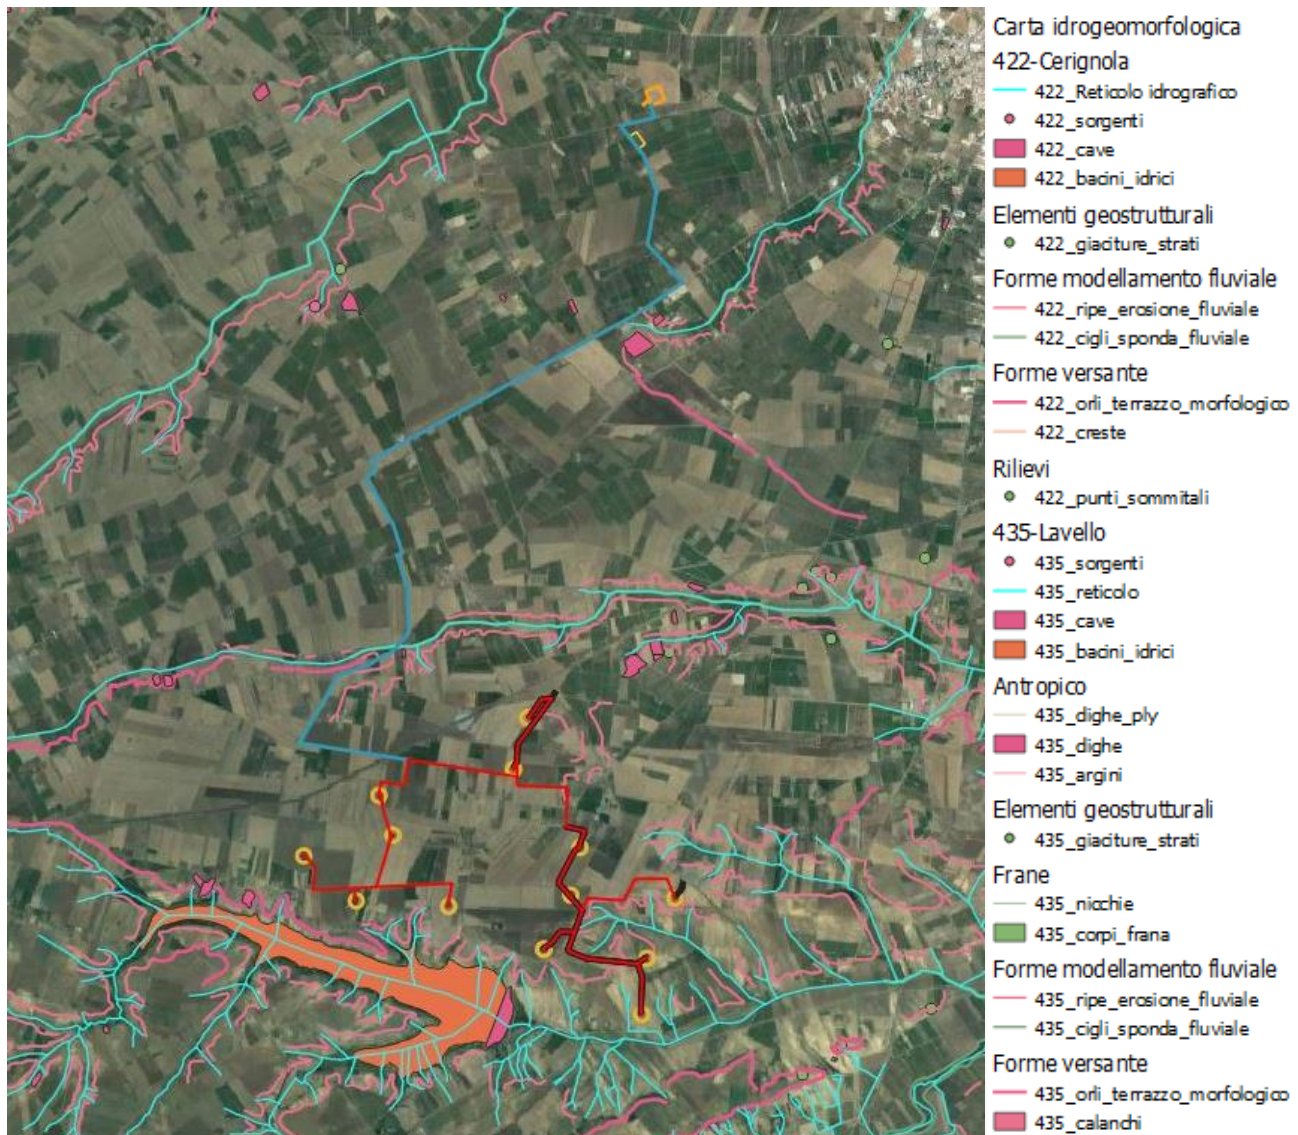 Carta idrogeomorfologica
422-Cerignola
422_Reticolo idrografico
422_sorgenti
422_cave
422_bacini_idrici
Elementi geostrutturali
422_giaciture_strati
Forme modellamento fluviale
422_ripe_erosione_fluviale
422_cigli_sponda_fluviale
Forme versante
422_orli_terrazzo_morfologico
422_creste
Rilievi
422_punti_sommitali
435-Lavello
435_sorgenti
435_reticolo
435_cave
435_bacini_idrici
Antropico
435_dighe_ply
435_dighe
435_argini
Elementi geostrutturali
435_giaciture_strati
Frane
435_nicchie
435_corpi_frana
Forme modellamento fluviale
435_ripe_erosione_fluviale
435_cigli_sponda_fluviale
Forme versante
435_orli_terrazzo_morfologico
435_calanchi